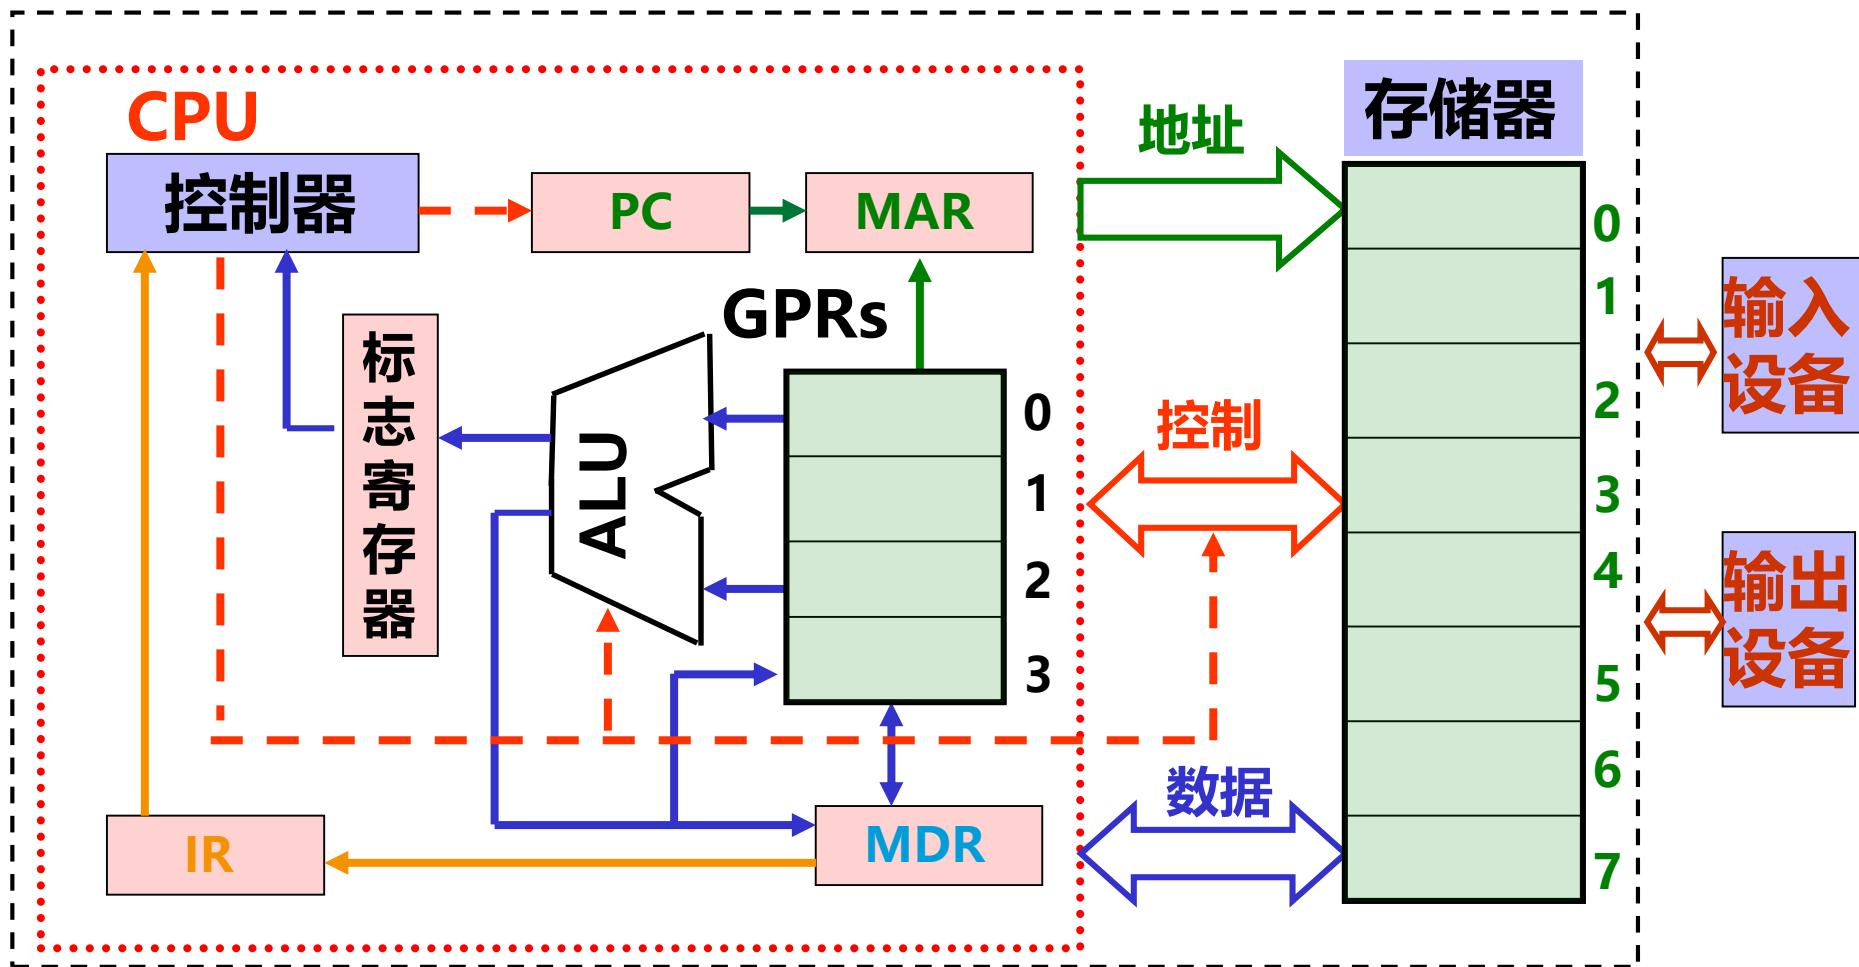 CPU
控制器
PC
MAR
地址
存储器
GPRs
标
志
寄
存
器
ALU
0
1
2
3
控制
0
1
2
3
4
5
6
7
输入
设备
输出
设备
数据
IR
MDR